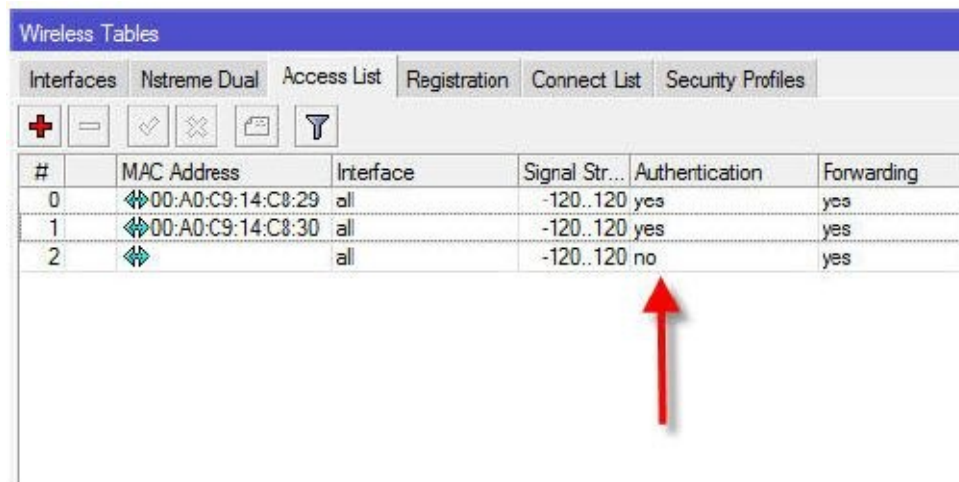 Wireless Tables
Interfaces Nstreme Dual Access List Registration Connect List Security Profiles
# MAC Address Interface Signal Str... Authentication Forwarding
0 00:A0:C9:14:C8:29 all -120..120 yes yes
1 00:A0:C9:14:C8:30 all -120..120 yes yes
2 all -120..120 no yes